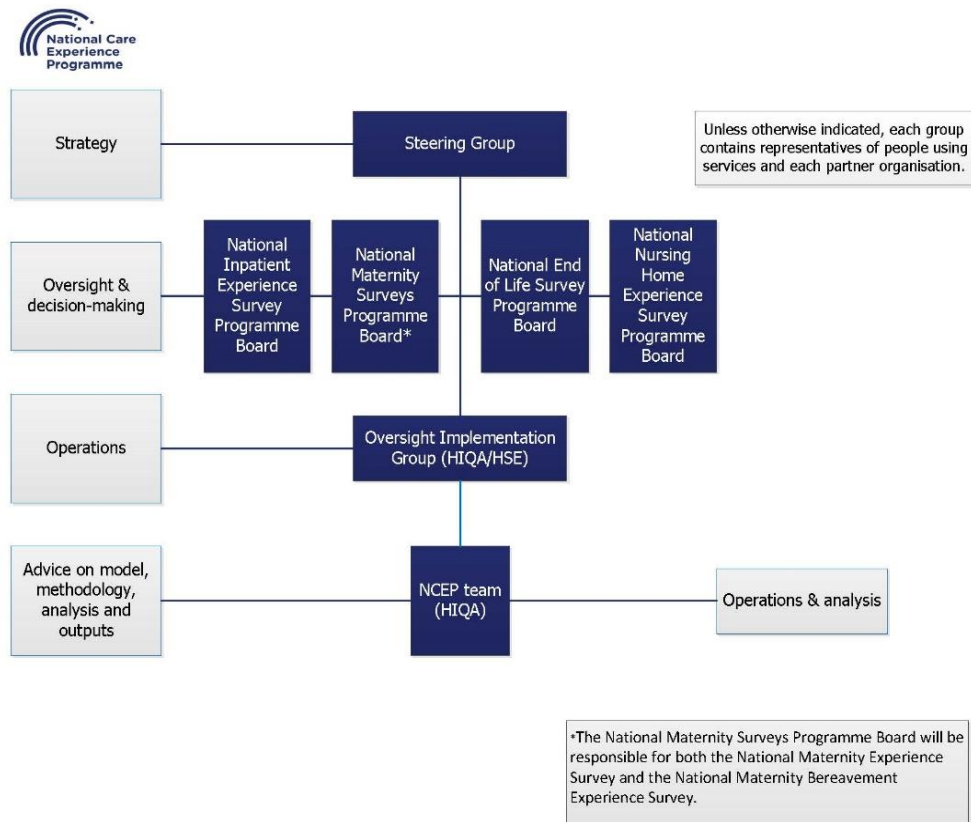 National Care
Experience
Programme
Strategy
Steering Group
Unless otherwise indicated, each group
contains representatives of people using
services and each partner organisation.
Oversight &
decision-making
National
Inpatient
Experience
Survey
Programme
Board
National
Maternity
Surveys
Programme
Board*
National End
of Life Survey
Programme
Board
National
Nursing
Home
Experience
Survey
Programme
Board
Operations
Oversight Implementation
Group (HIQA/HSE)
Advice on model,
methodology,
analysis and
outputs
NCEP team
(HIQA)
Operations & analysis
*The National Maternity Surveys Programme Board will be
responsible for both the National Maternity Experience
Survey and the National Maternity Bereavement
Experience Survey.